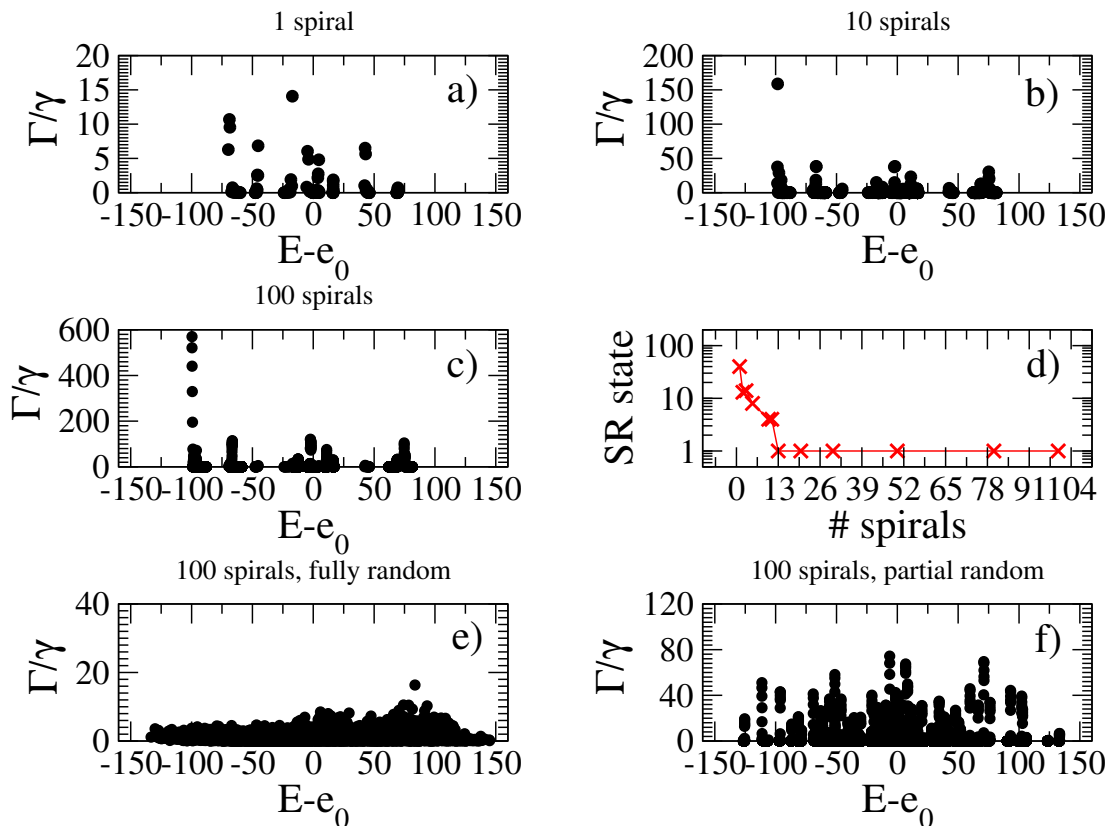 1 spiral
20
15
10
5
0
Γ/γ
a)
-150 -100 -50 0 50 100 150
E-e0
10 spirals
200
150
100
50
0
Γ/γ
b)
-150 -100 -50 0 50 100 150
E-e0
100 spirals
600
400
200
0
Γ/γ
c)
-150 -100 -50 0 50 100 150
E-e0
100
10
1
SR state
d)
0 13 26 39 52 65 78 91 104
# spirals
100 spirals, fully random
40
20
0
Γ/γ
e)
-150 -100 -50 0 50 100 150
E-e0
100 spirals, partial random
120
80
40
0
Γ/γ
f)
-150 -100 -50 0 50 100 150
E-e0